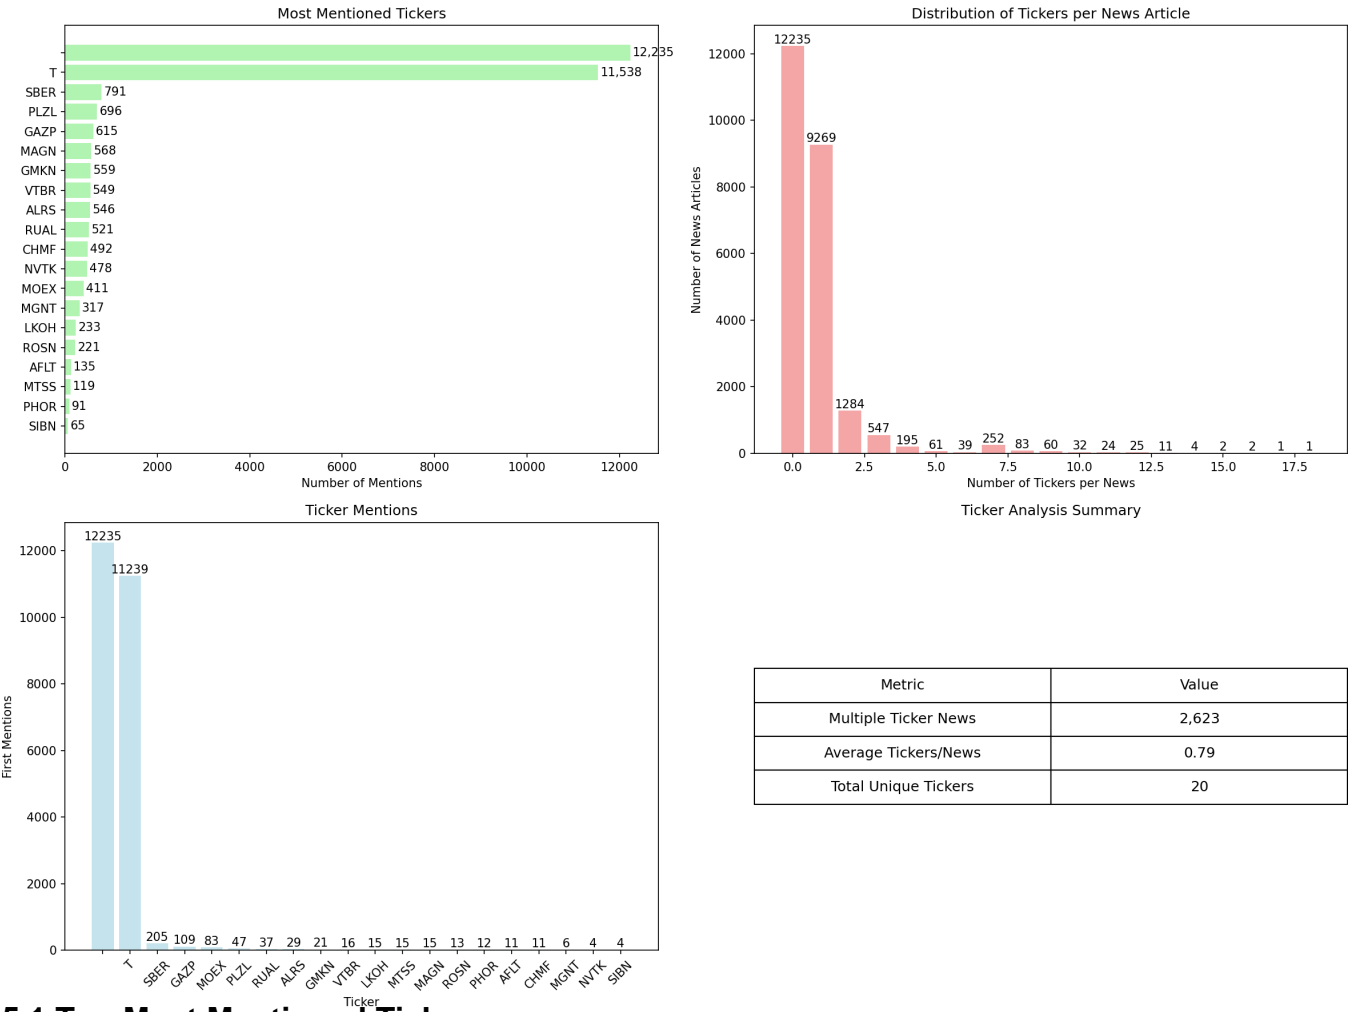 Most Mentioned Tickers
12,235
T
11,538
SBER
791
PLZL
696
GAZP
615
MAGN
568
GMKN
559
VTBR
549
ALRS
546
RUAL
521
CHMF
492
NVTK
478
MOEX
411
MGNT
317
LKOH
233
ROSN
221
AFLT
135
MTSS
119
PHOR
91
SIBN
65
0 2000 4000 6000 8000 10000 12000
Number of Mentions
Distribution of Tickers per News Article
Number of News Articles
12000
10000
8000
6000
4000
2000
0
12235 9269 1284 547 195 61 39 252 83 60 32 24 25 11 4 2 2 1 1
0.0 2.5 5.0 7.5 10.0 12.5 15.0 17.5
Number of Tickers per News
Ticker Mentions
First Mentions
12000
10000
8000
6000
4000
2000
0
12235 11239 205 109 83 47 37 29 21 16 15 15 15 13 12 11 11 6 4 4
T SBER GAZP MOEX PLZL RUAL ALRS GMKN VTBR LKOH MTSS MAGN ROSN PHOR AFLT CHMF MGNT NVTK SIBN
Ticker
Ticker Analysis Summary
Metric Value
Multiple Ticker News 2,623
Average Tickers/News 0.79
Total Unique Tickers 20